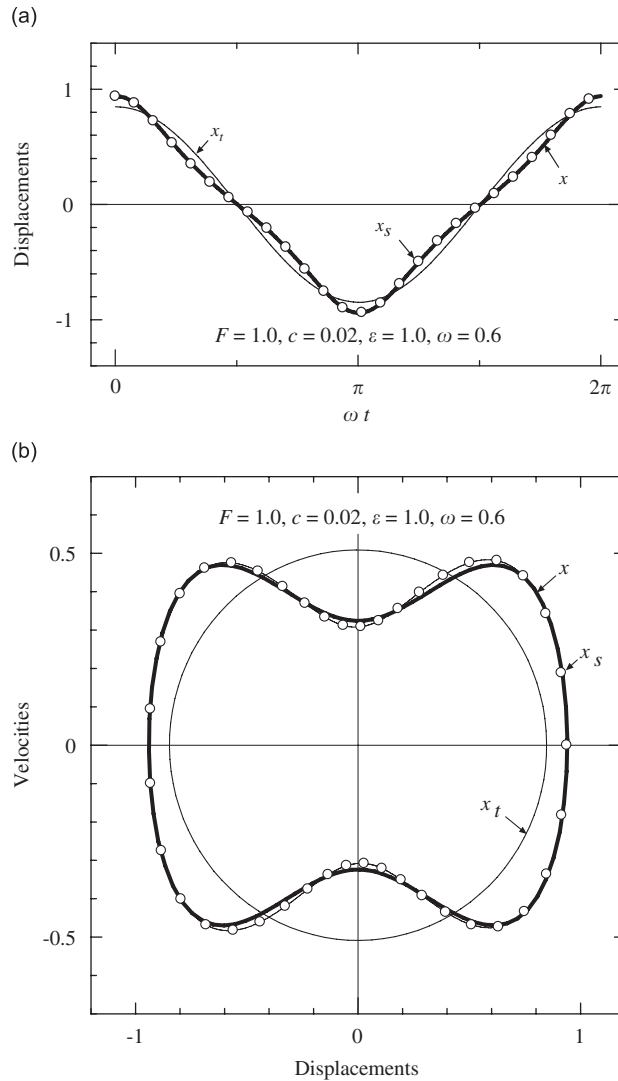 (a)
1
0
-1
Displacements
x_t
x_s
x
F = 1.0, c = 0.02, ε = 1.0, ω = 0.6
0
π
2π
ω t
(b)
F = 1.0, c = 0.02, ε = 1.0, ω = 0.6
0.5
0
-0.5
Velocities
x
x_s
x_t
-1
0
1
Displacements